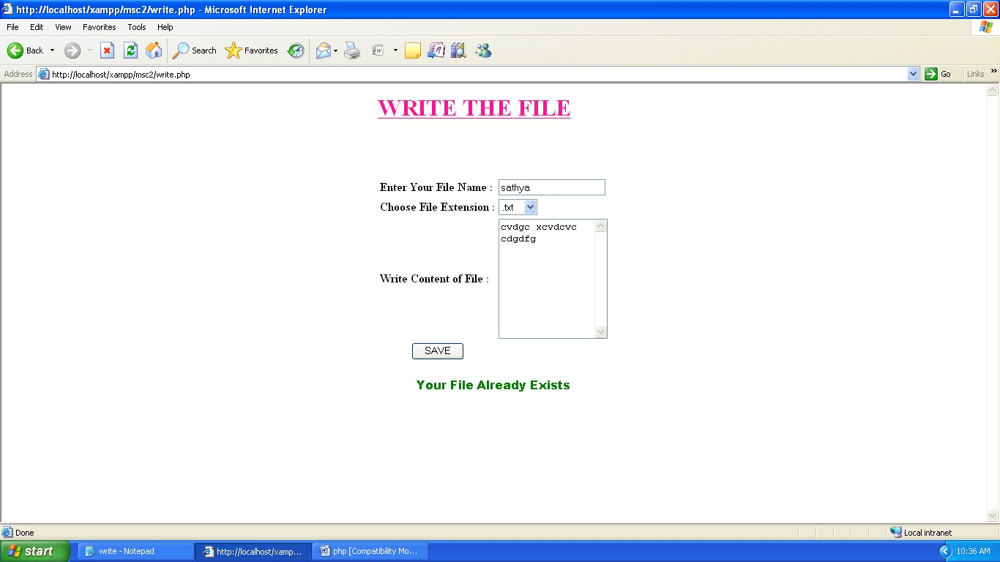 http://localhost/xampp/msc2/write.php - Microsoft Internet Explorer
File Edit View Favorites Tools Help
Back Search Favorites
Address http://localhost/xampp/msc2/write.php Go Links »
WRITE THE FILE
Enter Your File Name : sathya
Choose File Extension : .txt
cvdgc xcvdcvc
cdgdfg
Write Content of File :
SAVE
Your File Already Exists
Done Local intranet
start write - Notepad http://localhost/xamp... php [Compatibility Mo... 10:36 AM